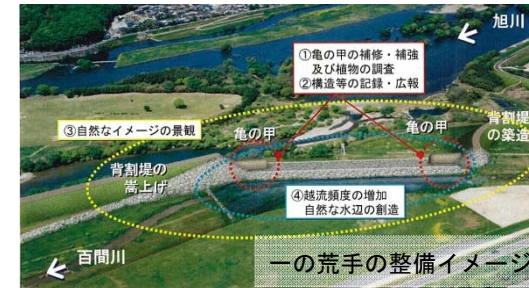 旭川
①亀の甲の補修・補強
及び植物の調査
②構造等の記録・広報
③自然なイメージの景観
亀の甲
亀の甲
背割堤
の築造
背割堤の
嵩上げ
④越流頻度の増加
自然な水辺の創造
百間川
一の荒手の整備イメージ